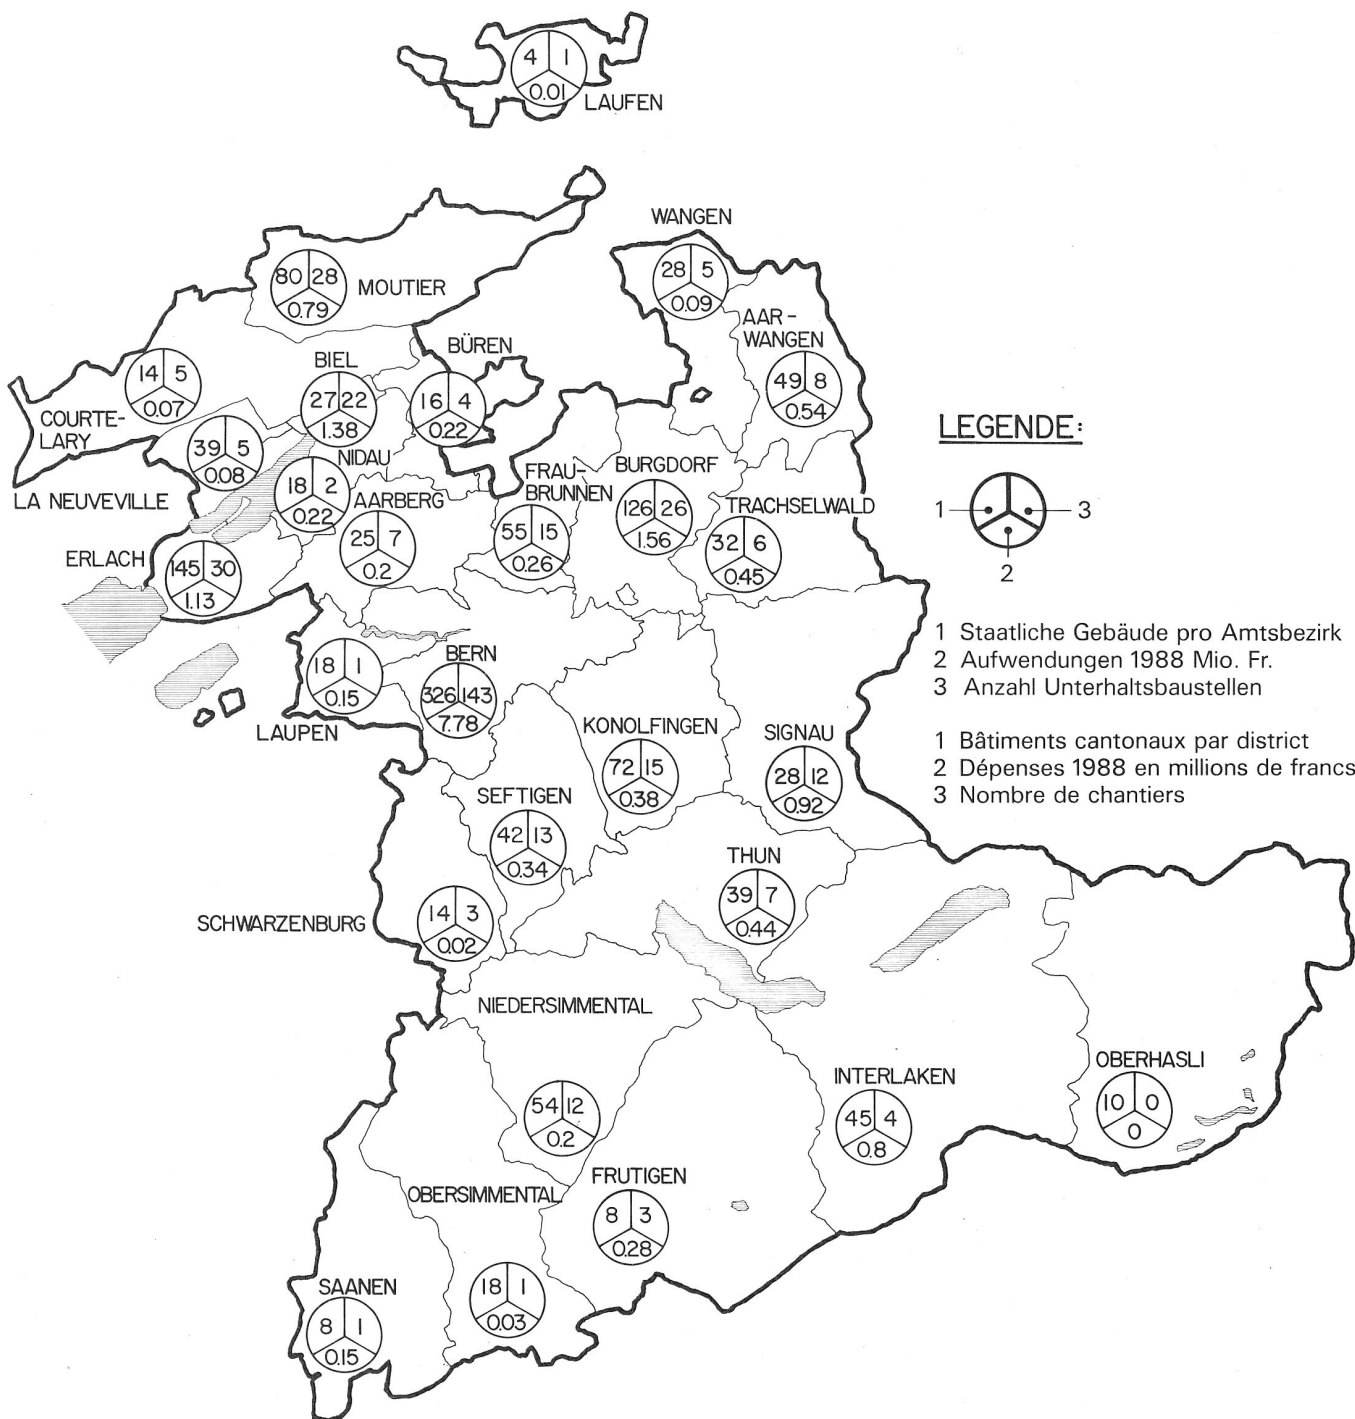 4 1
0.01
LAUFEN
WANGEN
28 5
0.09
80 28
0.79
MOUTIER
AAR-
WANGEN
49 8
0.54
BIEL
27 22
1.38
BÜREN
16 4
0.22
14 5
0.07
COURTE-
LARY
39 5
0.08
LA NEUVEVILLE
NIDAU
18 2
0.22
AARBERG
25 7
0.2
FRAU-
BRUNNEN
55 15
0.26
BURGDORF
126 26
1.56
TRACHSELWALD
32 6
0.45
ERLACH
145 30
1.13
18 1
0.15
LAUPEN
BERN
326 143
7.78
KONOLFINGEN
72 15
0.38
SIGNAU
28 12
0.92
SEFTIGEN
42 13
0.34
THUN
39 7
0.44
SCHWARZENBURG
14 3
0.02
NIEDERSIMMENTAL
54 12
0.2
INTERLAKEN
45 4
0.8
OBERHASLI
10 0
0
FRUTIGEN
8 3
0.28
OBERSIMMENTAL
18 1
0.03
SAANEN
8 1
0.15
LEGENDE:
1 3
2
1 Staatliche Gebäude pro Amtsbezirk
2 Aufwendungen 1988 Mio. Fr.
3 Anzahl Unterhaltsbaustellen
1 Bâtiments cantonaux par district
2 Dépenses 1988 en millions de francs
3 Nombre de chantiers